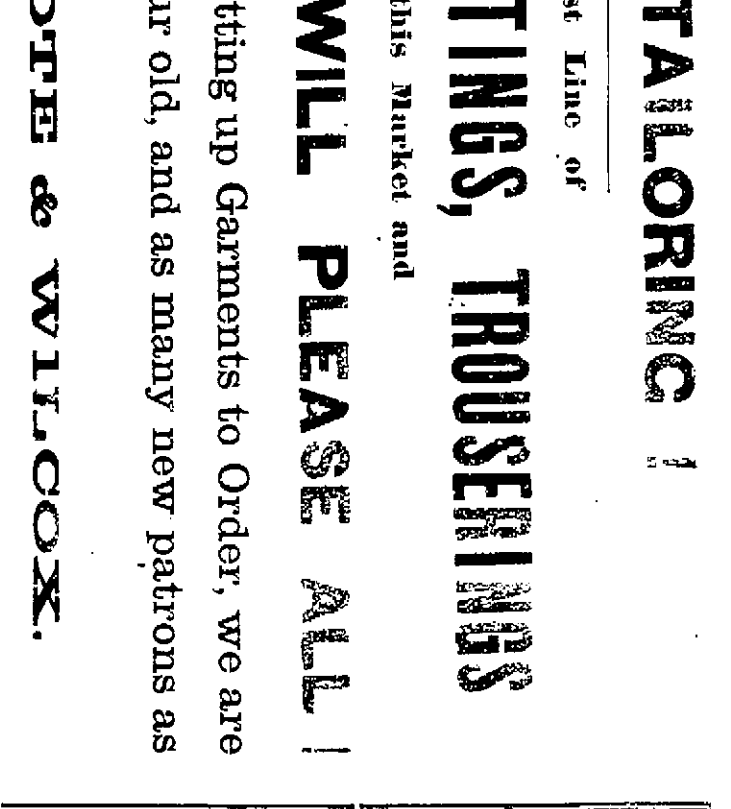 TAILORING !
st Line of
TINGS, TROUSERINGS
this Market and
WILL PLEASE ALL !
tting up Garments to Order, we are
ur old, and as many new patrons as
OTE & WILCOX.